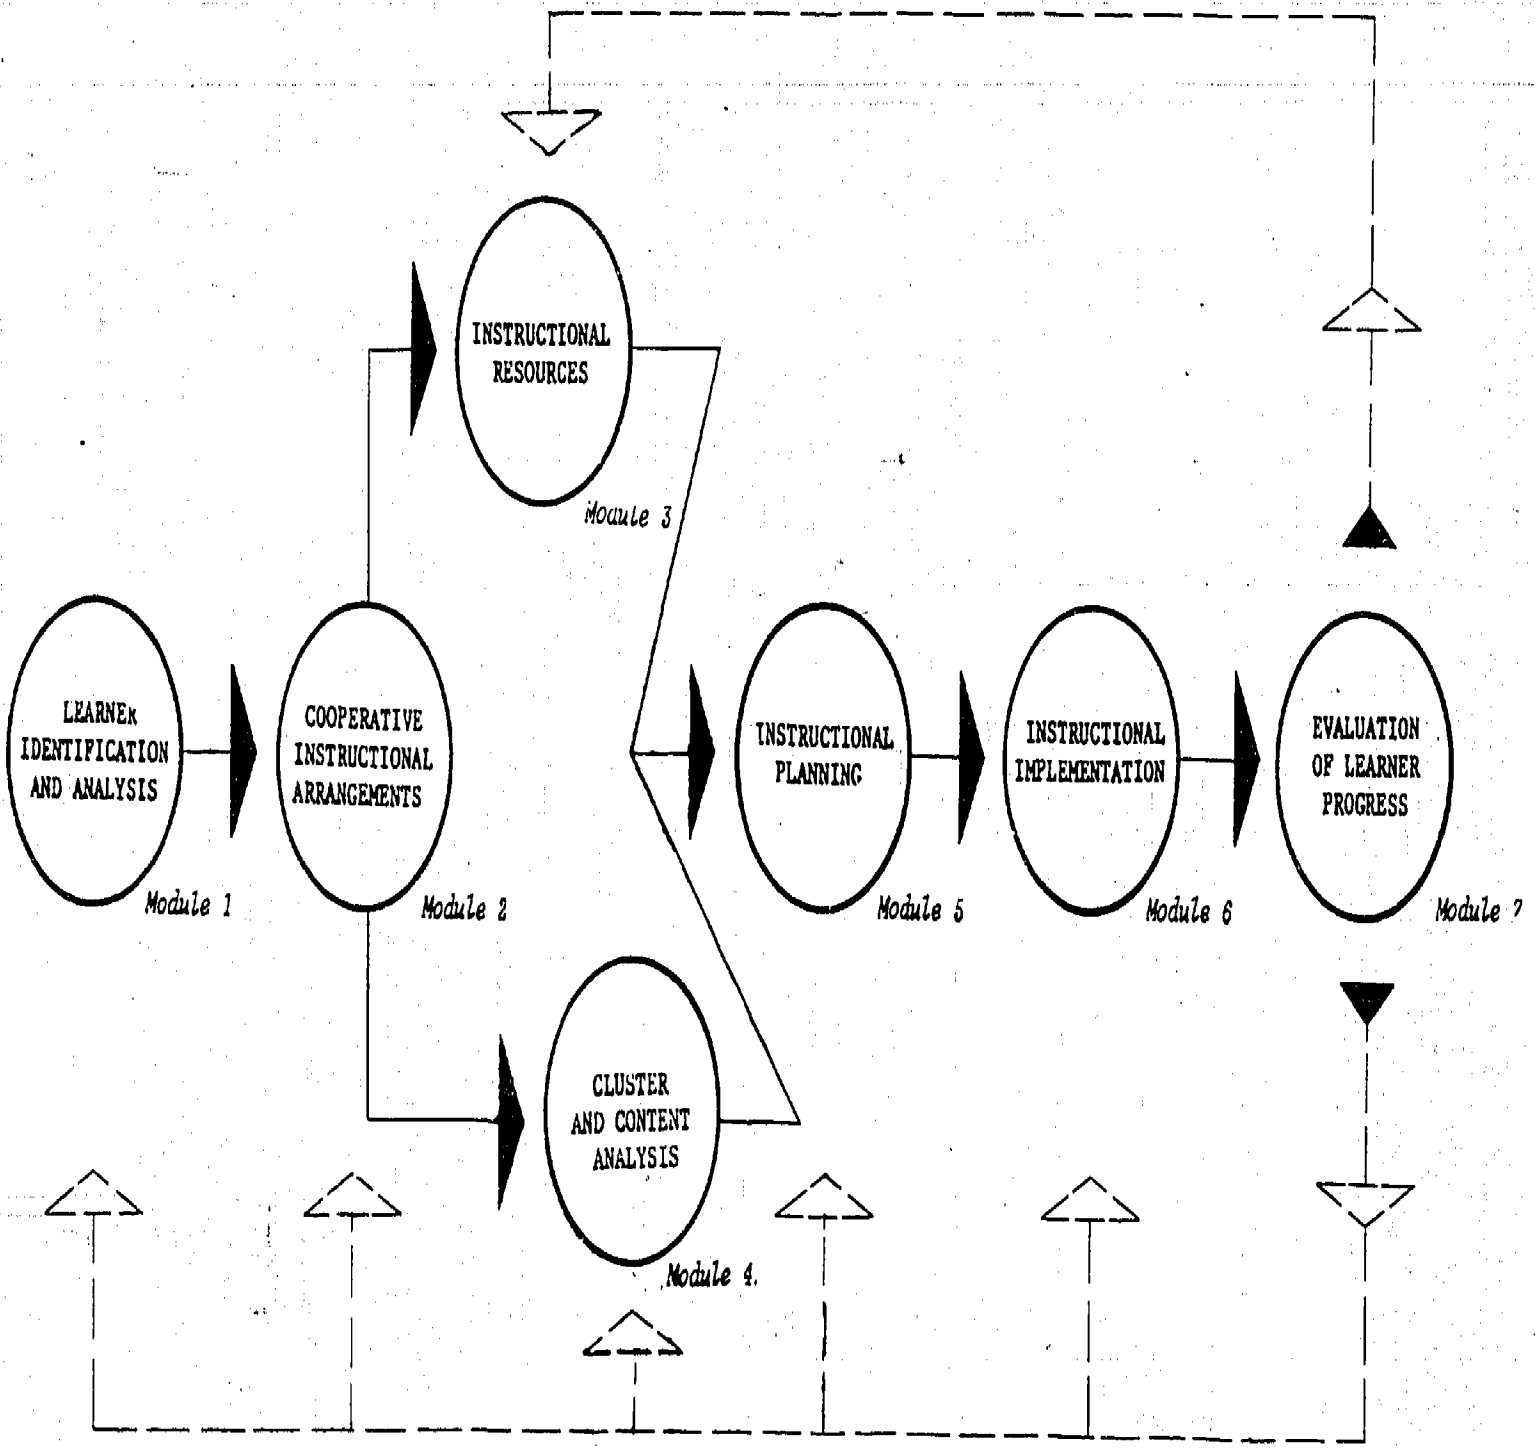 INSTRUCTIONAL
RESOURCES
Module 3
LEARNER
IDENTIFICATION
AND ANALYSIS
Module 1
COOPERATIVE
INSTRUCTIONAL
ARRANGEMENTS
Module 2
INSTRUCTIONAL
PLANNING
Module 5
INSTRUCTIONAL
IMPLEMENTATION
Module 6
EVALUATION
OF LEARNER
PROGRESS
Module 7
CLUSTER
AND CONTENT
ANALYSIS
Module 4.